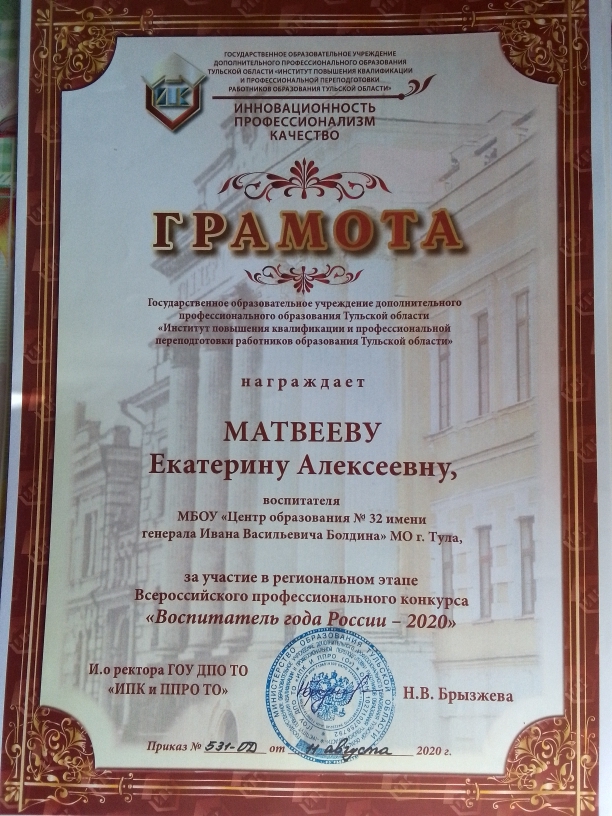 ГОСУДАРСТВЕННОЕ ОБРАЗОВАТЕЛЬНОЕ УЧРЕЖДЕНИЕ
ДОПОЛНИТЕЛЬНОГО ПРОФЕССИОНАЛЬНОГО ОБРАЗОВАНИЯ
ТУЛЬСКОЙ ОБЛАСТИ «ИНСТИТУТ ПОВЫШЕНИЯ КВАЛИФИКАЦИИ
И ПРОФЕССИОНАЛЬНОЙ ПЕРЕПОДГОТОВКИ
РАБОТНИКОВ ОБРАЗОВАНИЯ ТУЛЬСКОЙ ОБЛАСТИ»
ИПК
ИННОВАЦИОННОСТЬ
ПРОФЕССИОНАЛИЗМ
КАЧЕСТВО
ГРАМОТА
Государственное образовательное учреждение дополнительного
профессионального образования Тульской области
«Институт повышения квалификации и профессиональной
переподготовки работников образования Тульской области»
награждает
МАТВЕЕВУ
Екатерину Алексеевну,
воспитателя
МБОУ «Центр образования № 32 имени
генерала Ивана Васильевича Болдина» МО г. Тула,
за участие в региональном этапе
Всероссийского профессионального конкурса
«Воспитатель года России – 2020»
И.о ректора ГОУ ДПО ТО
«ИПК и ППРО ТО»
Н.В. Брызжева
МИНИСТЕРСТВО ОБРАЗОВАНИЯ ТУЛЬСКОЙ ОБЛАСТИ
Приказ № 531-ОД от 11 августа 2020 г.